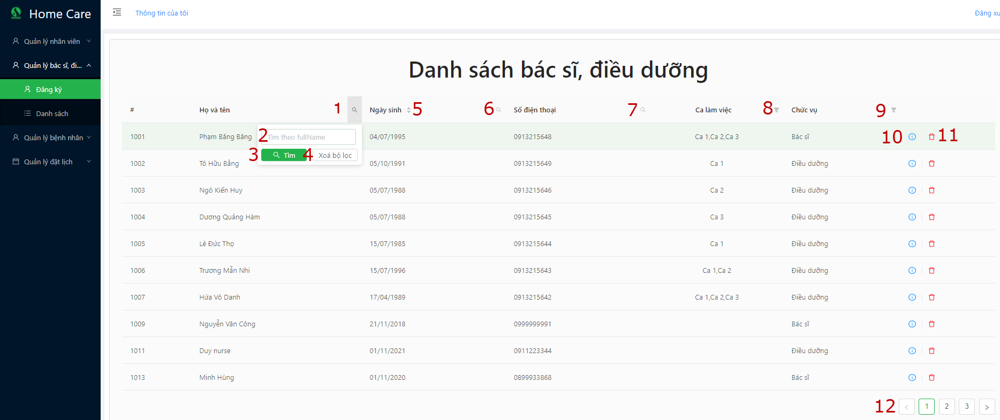 Home Care
Thông tin của tôi
Đăng xu
Quản lý nhân viên
Quản lý bác sĩ, đi...
Đăng ký
Danh sách
Quản lý bệnh nhân
Quản lý đặt lịch
Danh sách bác sĩ, điều dưỡng
# Họ và tên 1 Ngày sinh 5 6 Số điện thoại 7 Ca làm việc 8 Chức vụ 9
1001 Phạm Băng Băng 04/07/1995 0913215648 Ca 1,Ca 2,Ca 3 Bác sĩ 10 11
2 Tìm theo fullName
3 Tìm 4 Xoá bộ lọc
1002 Tô Hữu Bằng 05/10/1991 0913215649 Ca 1 Điều dưỡng
1003 Ngô Kiến Huy 05/07/1988 0913215646 Ca 2 Điều dưỡng
1004 Dương Quảng Hàm 05/07/1988 0913215645 Ca 3 Điều dưỡng
1005 Lê Đức Thọ 15/07/1985 0913215644 Ca 1 Điều dưỡng
1006 Trương Mẫn Nhi 15/07/1996 0913215643 Ca 1,Ca 2 Điều dưỡng
1007 Hứa Vô Danh 17/04/1989 0913215642 Ca 1,Ca 2,Ca 3 Điều dưỡng
1009 Nguyễn Văn Công 21/11/2018 0999999991 Bác sĩ
1011 Duy nurse 01/11/2021 0911223344 Điều dưỡng
1013 Minh Hùng 01/11/2020 0899933868 Bác sĩ
12 < 1 2 3 >